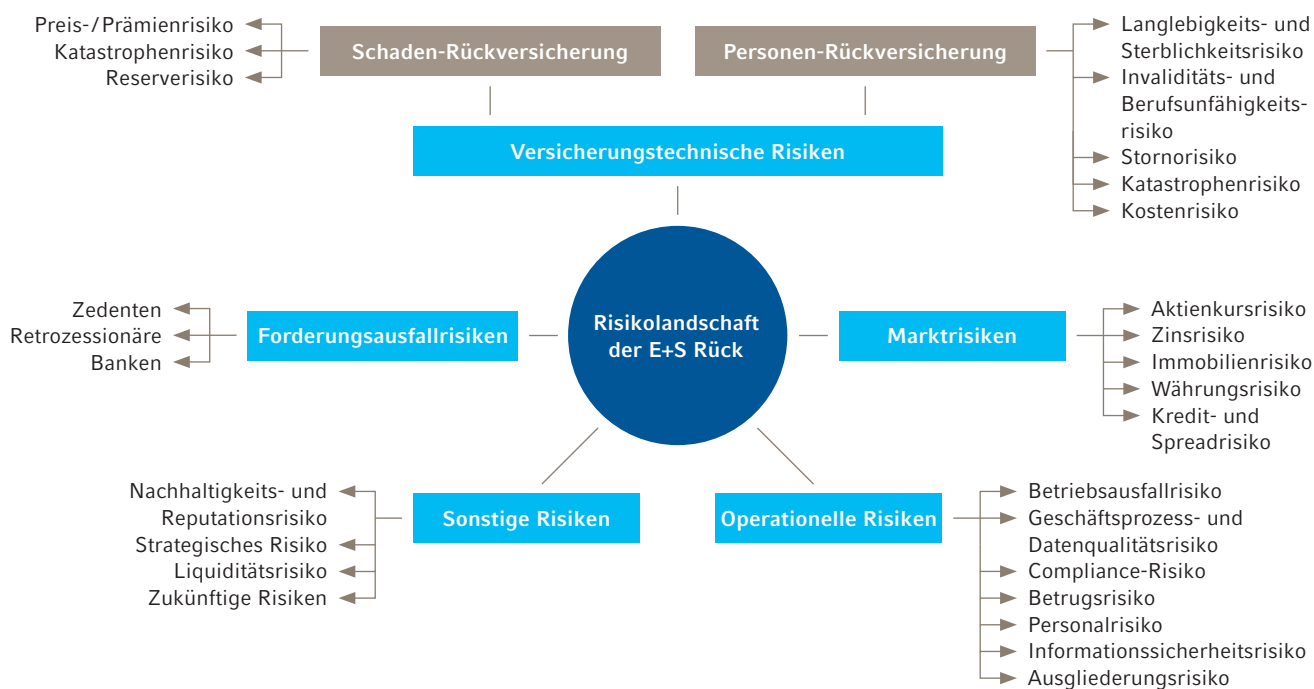 Preis-/Prämienrisiko
Katastrophenrisiko
Reserverisiko
Schaden-Rückversicherung
Personen-Rückversicherung
Langlebigkeits- und
Sterblichkeitsrisiko
Invaliditäts- und
Berufsunfähigkeits-
risiko
Stornorisiko
Katastrophenrisiko
Kostenrisiko
Versicherungstechnische Risiken
Zedenten
Retrozessionäre
Banken
Forderungsausfallrisiken
Risikolandschaft
der E+S Rück
Marktrisiken
Aktienkursrisiko
Zinsrisiko
Immobilienrisiko
Währungsrisiko
Kredit- und
Spreadrisiko
Nachhaltigkeits- und
Reputationsrisiko
Strategisches Risiko
Liquiditätsrisiko
Zukünftige Risiken
Sonstige Risiken
Operationelle Risiken
Betriebsausfallrisiko
Geschäftsprozess- und
Datenqualitätsrisiko
Compliance-Risiko
Betrugsrisiko
Personalrisiko
Informationssicherheitsrisiko
Ausgliederungsrisiko